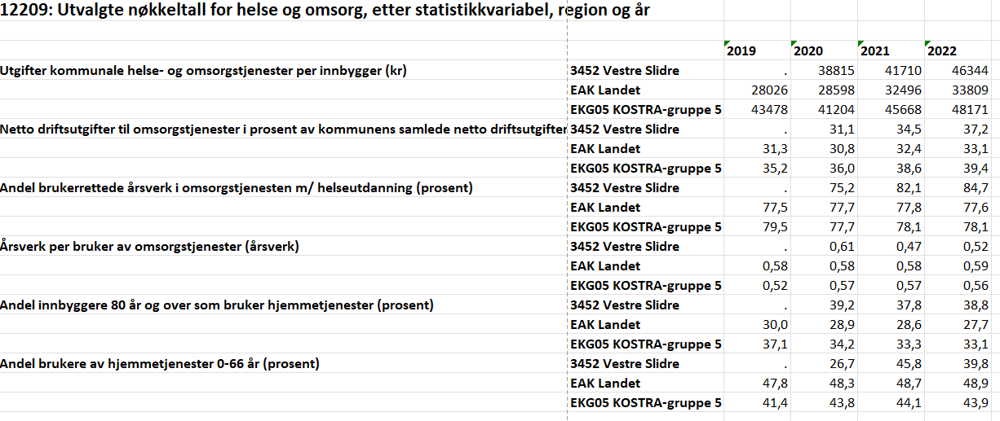 12209: Utvalgte nøkkeltall for helse og omsorg, etter statistikkvariabel, region og år
2019 2020 2021 2022
Utgifter kommunale helse- og omsorgstjenester per innbygger (kr) 3452 Vestre Slidre . 38815 41710 46344
EAK Landet 28026 28598 32496 33809
EKG05 KOSTRA-gruppe 5 43478 41204 45668 48171
Netto driftsutgifter til omsorgstjenester i prosent av kommunens samlede netto driftsutgifter 3452 Vestre Slidre . 31,1 34,5 37,2
EAK Landet 31,3 30,8 32,4 33,1
EKG05 KOSTRA-gruppe 5 35,2 36,0 38,6 39,4
Andel brukerrettede årsverk i omsorgstjenesten m/ helseutdanning (prosent) 3452 Vestre Slidre . 75,2 82,1 84,7
EAK Landet 77,5 77,7 77,8 77,6
EKG05 KOSTRA-gruppe 5 79,5 77,7 78,1 78,1
Årsverk per bruker av omsorgstjenester (årsverk) 3452 Vestre Slidre . 0,61 0,47 0,52
EAK Landet 0,58 0,58 0,58 0,59
EKG05 KOSTRA-gruppe 5 0,52 0,57 0,57 0,56
Andel innbyggere 80 år og over som bruker hjemmetjenester (prosent) 3452 Vestre Slidre . 39,2 37,8 38,8
EAK Landet 30,0 28,9 28,6 27,7
EKG05 KOSTRA-gruppe 5 37,1 34,2 33,3 33,1
Andel brukere av hjemmetjenester 0-66 år (prosent) 3452 Vestre Slidre . 26,7 45,8 39,8
EAK Landet 47,8 48,3 48,7 48,9
EKG05 KOSTRA-gruppe 5 41,4 43,8 44,1 43,9